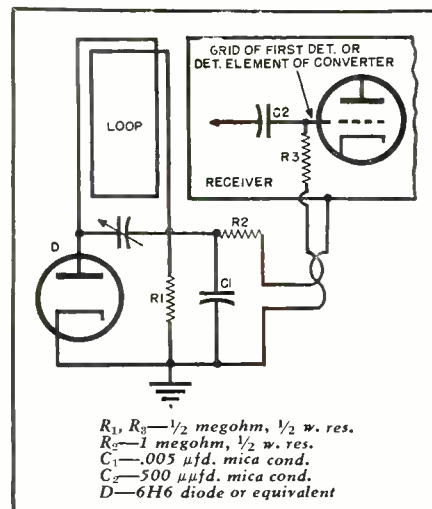 GRID OF FIRST DET. OR
DET. ELEMENT OF CONVERTER
LOOP
C2
R3
RECEIVER
D
R2
R1
C1
R₁, R₃—1/2 megohm, 1/2 w. res.
R₂—1 megohm, 1/2 w. res.
C₁—.005 μfd. mica cond.
C₂—500 μμfd. mica cond.
D—6H6 diode or equivalent